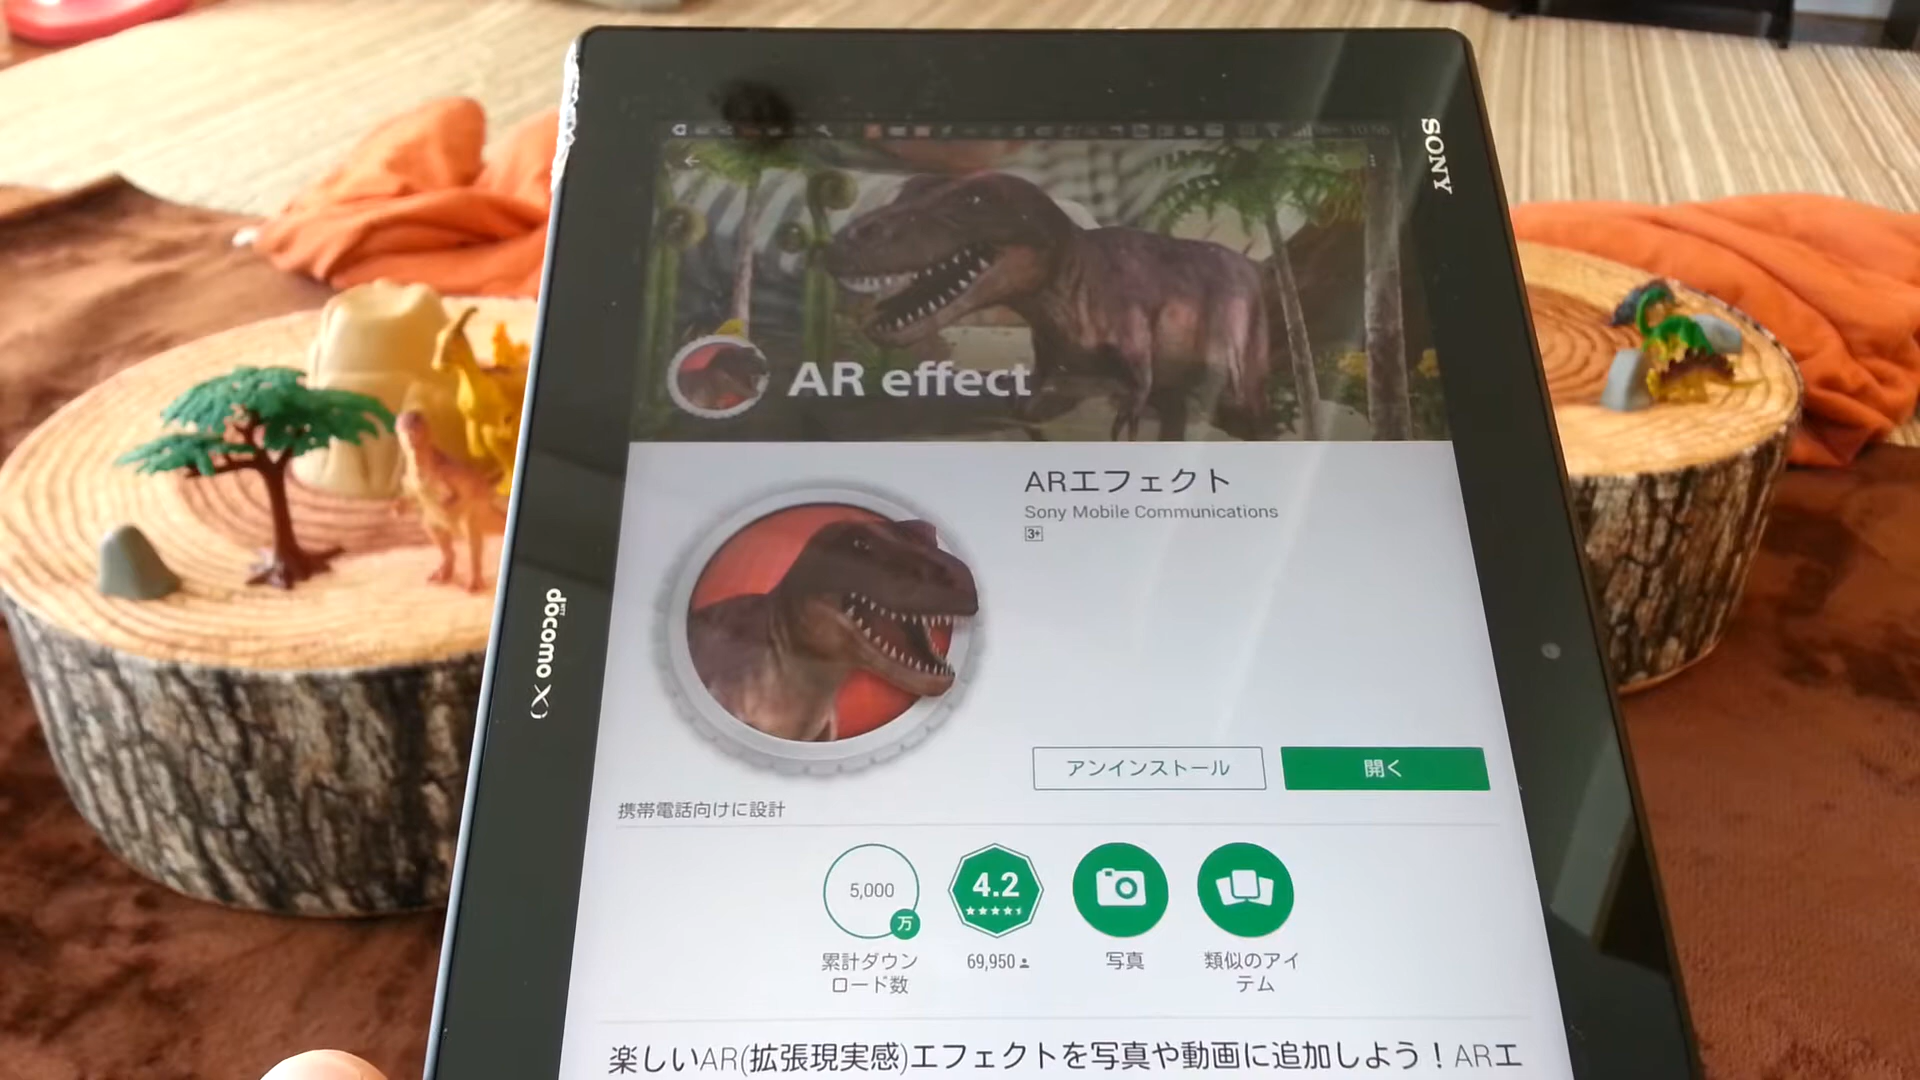 SONY
AR effect
ARエフェクト
Sony Mobile Communications
3+
docomo
アンインストール
開く
携帯電話向けに設計
5,000
万
4.2
累計ダウン
ロード数
69,950
写真
類似のアイ
テム
楽しいAR(拡張現実感)エフェクトを写真や動画に追加しよう！ARエ